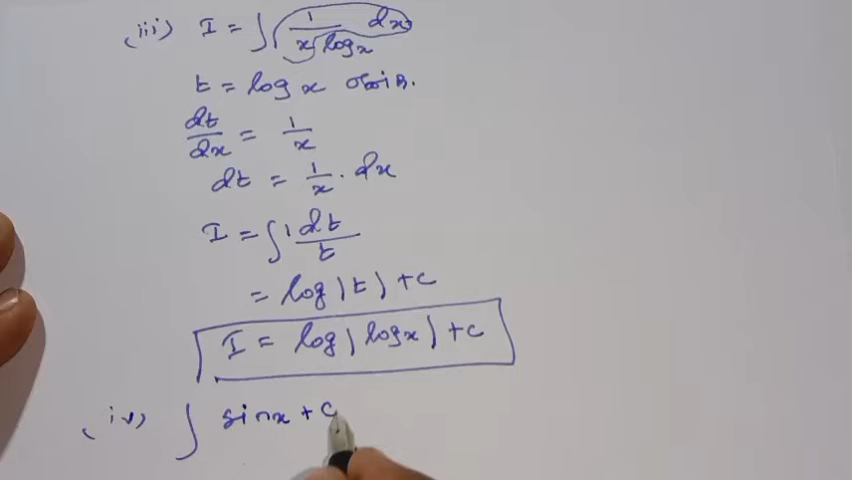 (iii) I = ∫ 1/(x log x) dx
t = log x
dt/dx = 1/x
dt = 1/x . dx
I = ∫ 1 dt/t
= log|t| + c
I = log|log x| + c
(iv) ∫ sin x + c